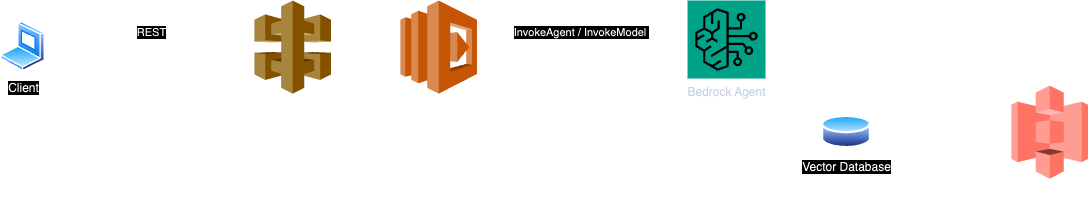 REST
InvokeAgent / InvokeModel
Client
Bedrock Agent
Vector Database